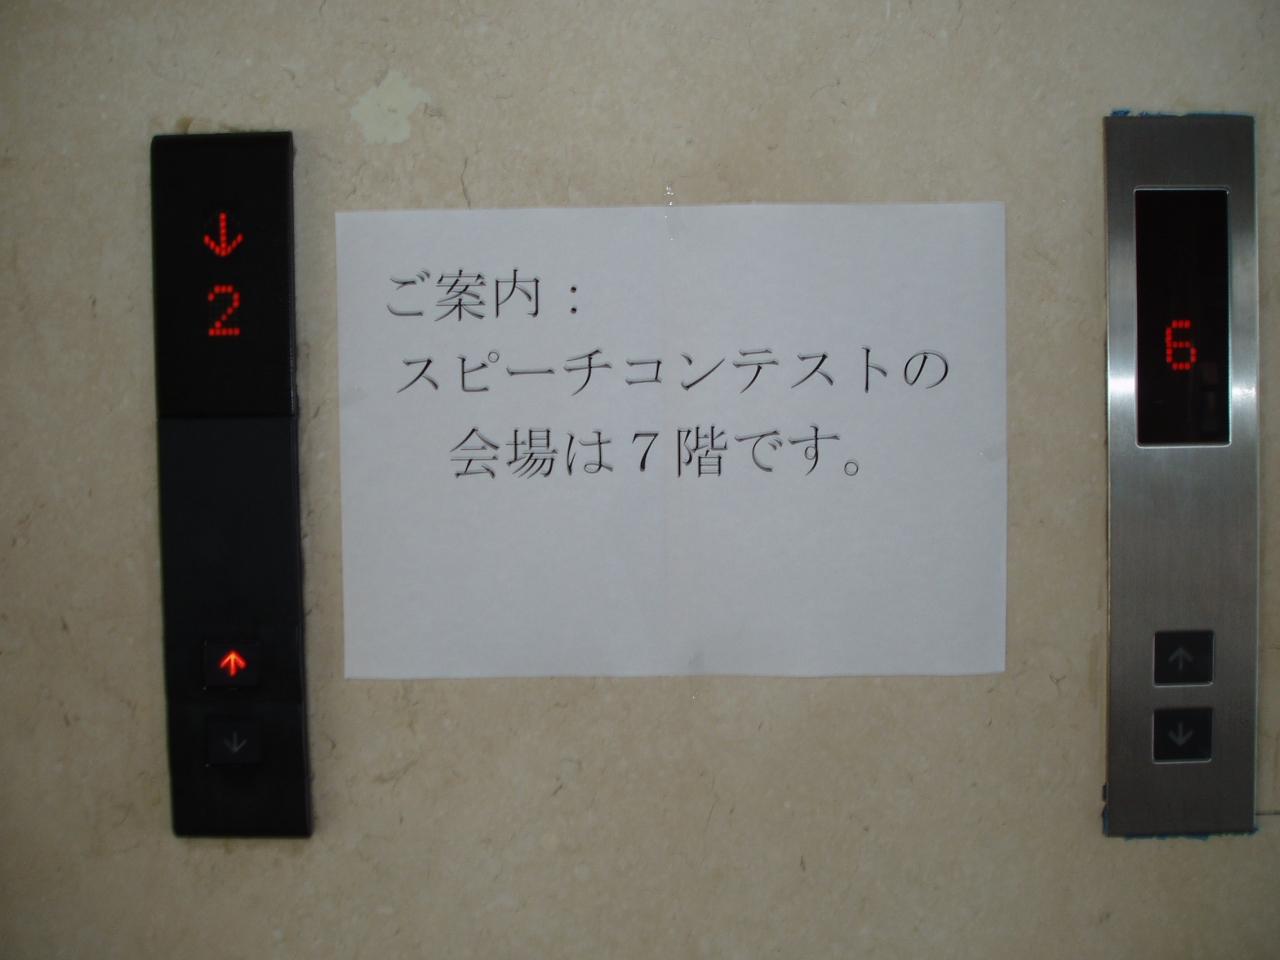 ご案内：
スピーチコンテストの
会場は７階です。
↓
2
6